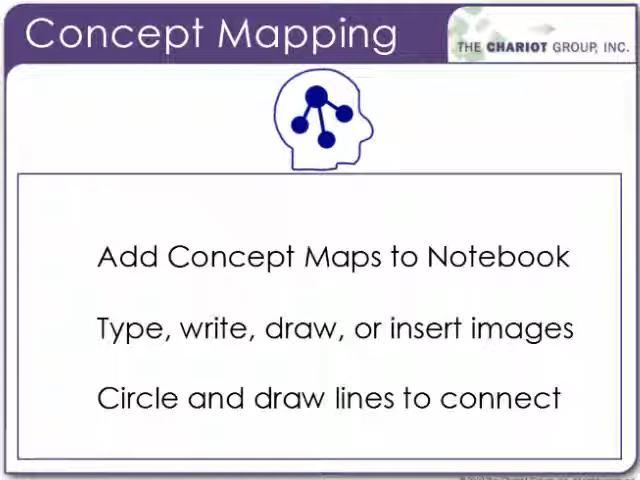 Concept Mapping
THE CHARIOT GROUP, INC.
Add Concept Maps to Notebook
Type, write, draw, or insert images
Circle and draw lines to connect